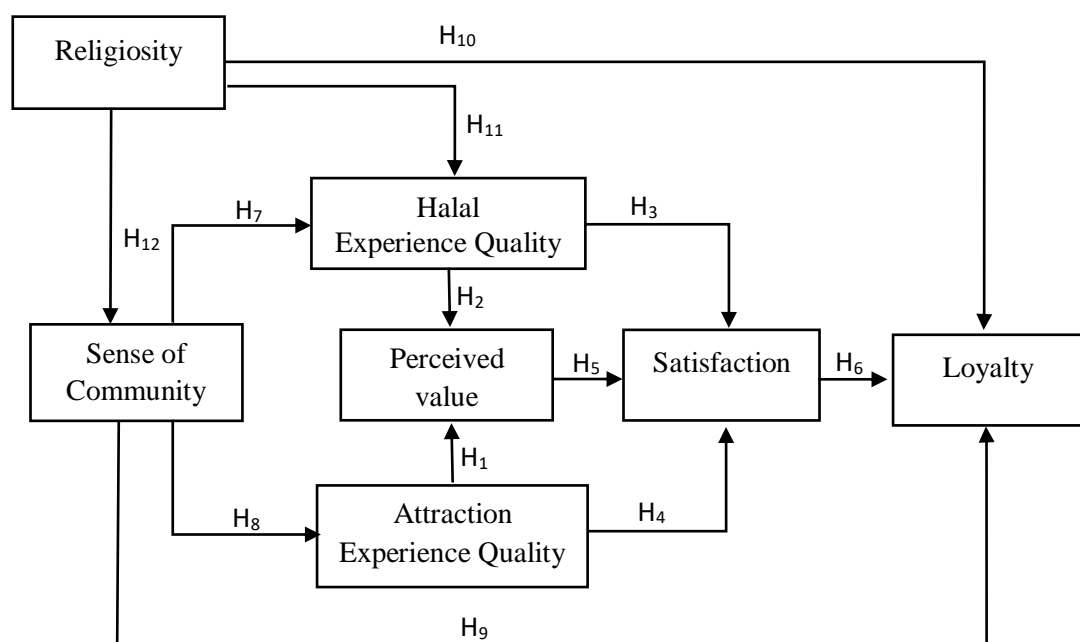 H₁₀
Religiosity
H₁₁
Halal
Experience Quality
H₇
H₃
H₁₂
H₂
Sense of
Community
Perceived
value
H₅
Satisfaction
H₆
Loyalty
H₁
Attraction
Experience Quality
H₈
H₄
H₉